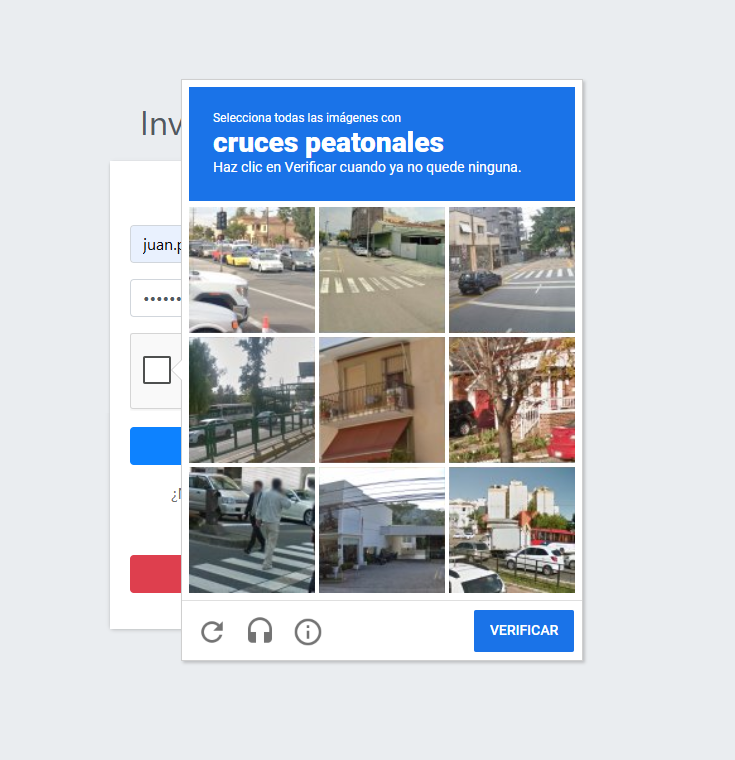 Inv
Selecciona todas las imágenes con
cruces peatonales
Haz clic en Verificar cuando ya no quede ninguna.
juan.p
¿
VERIFICAR